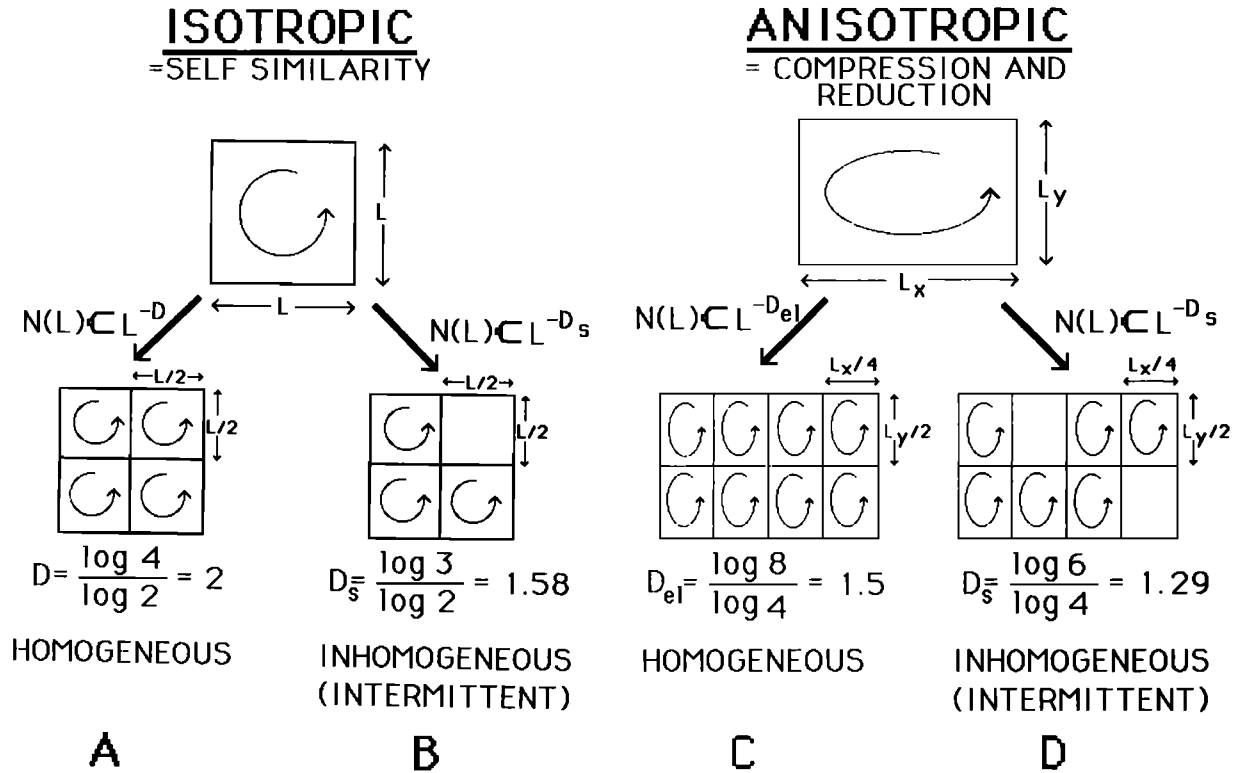 ISOTROPIC
=SELF SIMILARITY
ANISOTROPIC
= COMPRESSION AND
REDUCTION
L
L
Ly
Lx
N(L)⊂L^-D
N(L)⊂L^-Ds
N(L)⊂L^-Del
N(L)⊂L^-Ds
L/2
L/2
L/2
L/2
Lx/4
Ly/2
Lx/4
Ly/2
D= log 4 / log 2 = 2
Ds= log 3 / log 2 = 1.58
Del= log 8 / log 4 = 1.5
Ds= log 6 / log 4 = 1.29
HOMOGENEOUS
INHOMOGENEOUS
(INTERMITTENT)
HOMOGENEOUS
INHOMOGENEOUS
(INTERMITTENT)
A
B
C
D